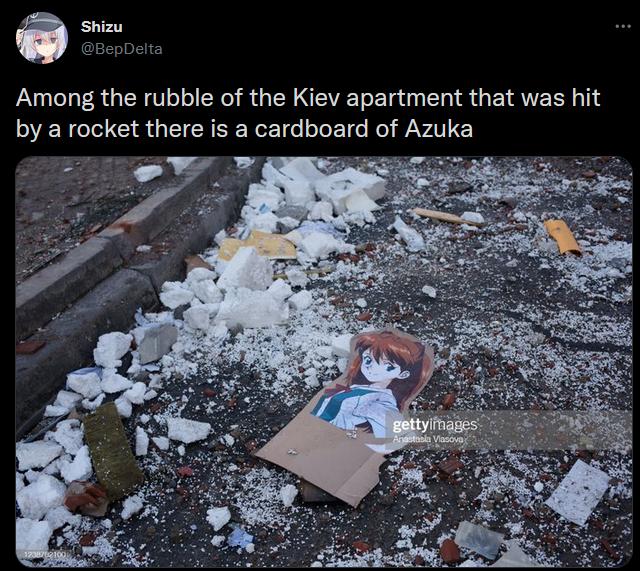 Shizu
@BepDelta
Among the rubble of the Kiev apartment that was hit
by a rocket there is a cardboard of Azuka
gettyimages
Anastasia Vlasova
1238762100